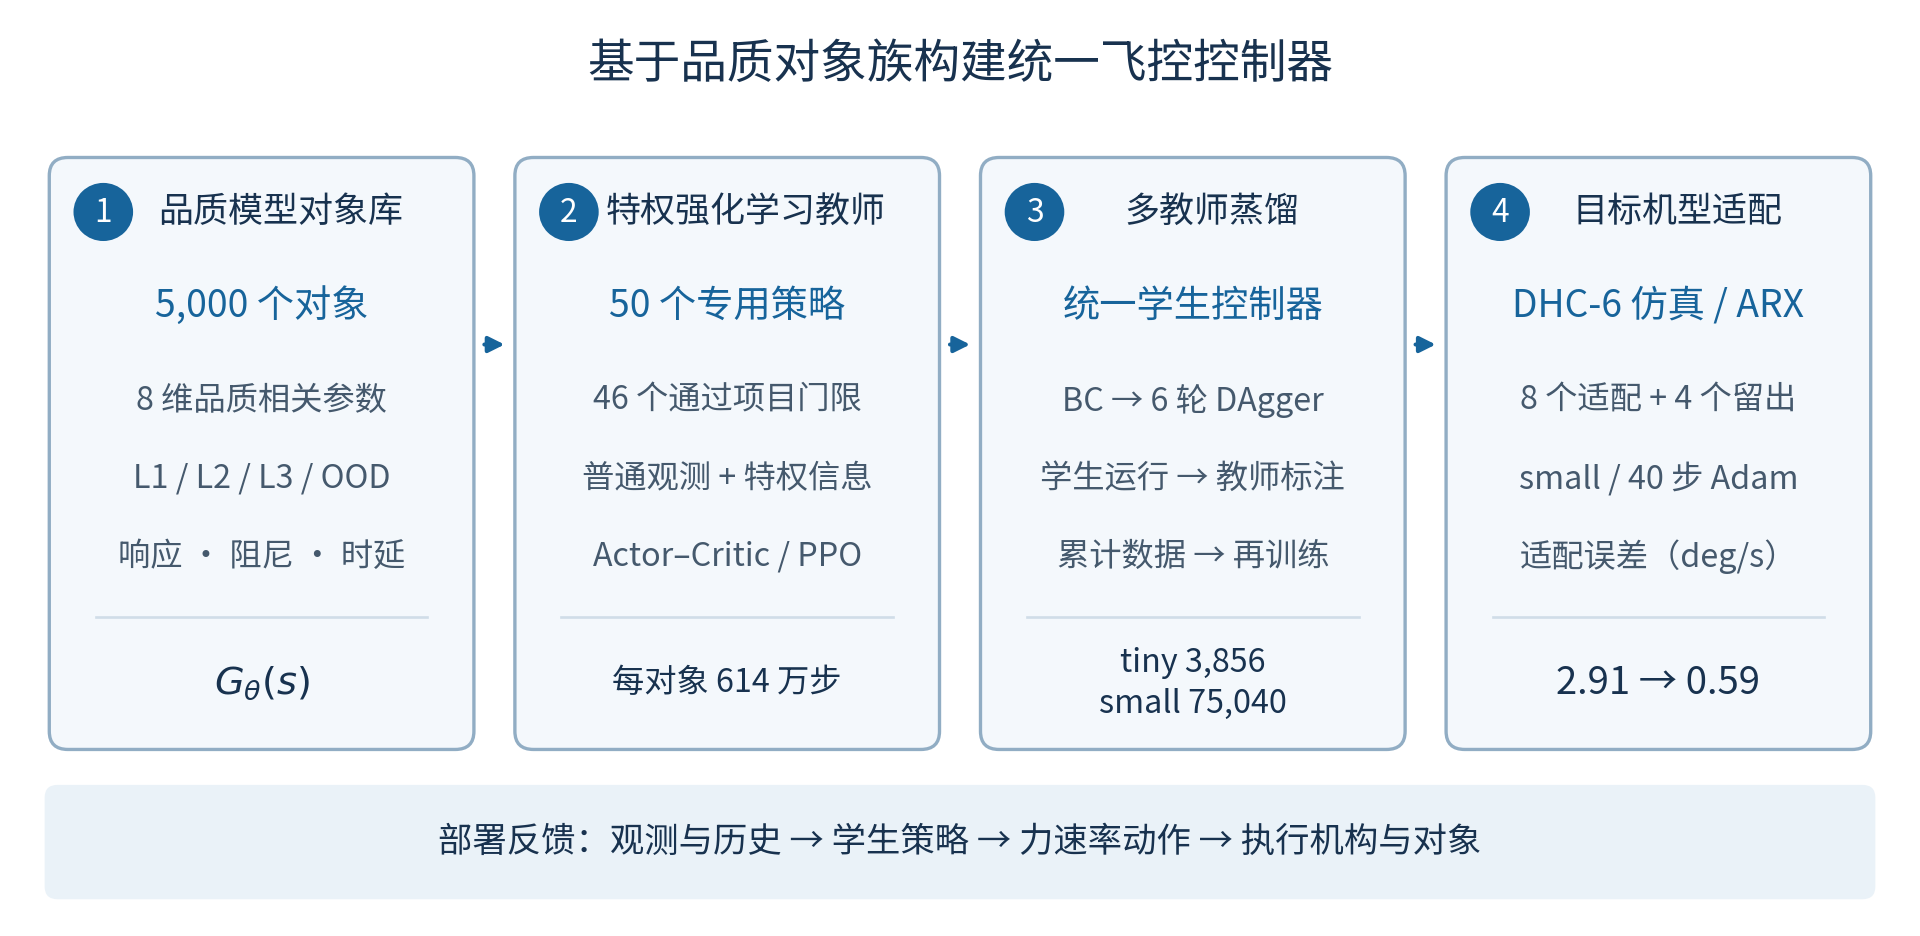 基于品质对象族构建统一飞控控制器
1 品质模型对象库
5,000 个对象
8 维品质相关参数
L1 / L2 / L3 / OOD
响应 · 阻尼 · 时延
Gθ(s)
2 特权强化学习教师
50 个专用策略
46 个通过项目门限
普通观测 + 特权信息
Actor–Critic / PPO
每对象 614 万步
3 多教师蒸馏
统一学生控制器
BC → 6 轮 DAgger
学生运行 → 教师标注
累计数据 → 再训练
tiny 3,856
small 75,040
4 目标机型适配
DHC-6 仿真 / ARX
8 个适配 + 4 个留出
small / 40 步 Adam
适配误差（deg/s）
2.91 → 0.59
部署反馈：观测与历史 → 学生策略 → 力速率动作 → 执行机构与对象